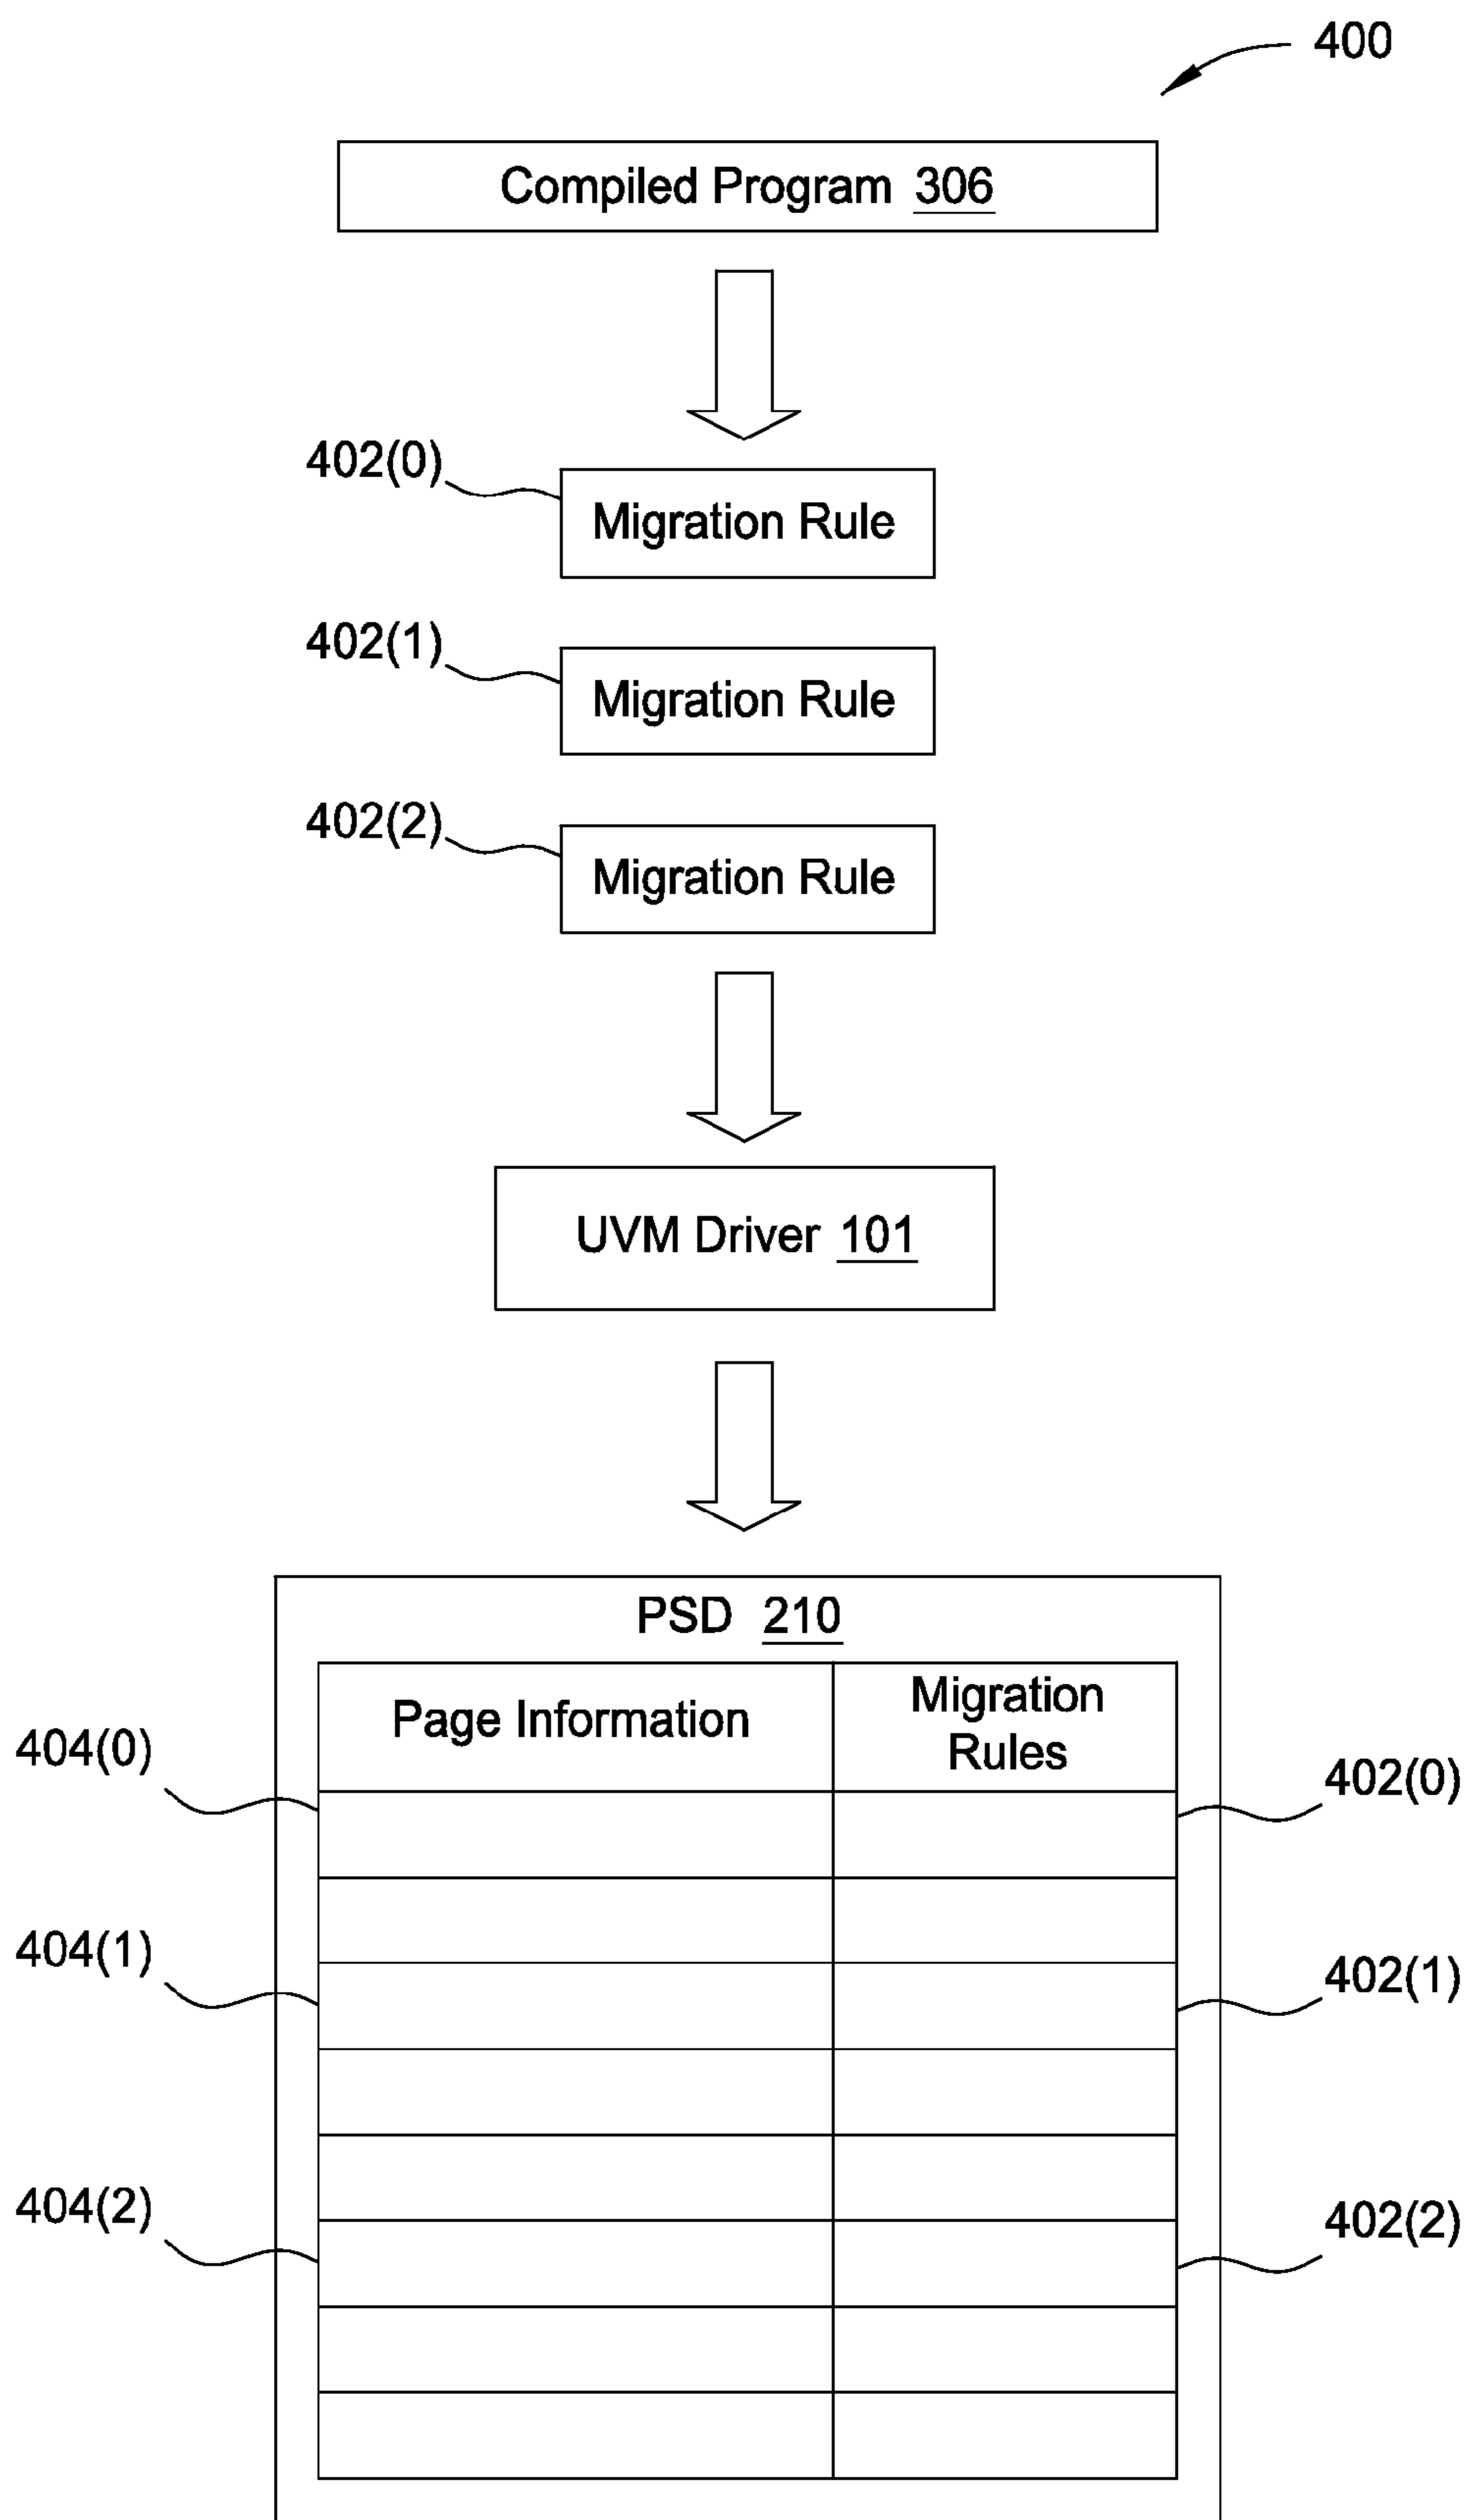 400
Compiled Program 306
402(0)
Migration Rule
402(1)
Migration Rule
402(2)
Migration Rule
UVM Driver 101
PSD 210
Page Information
Migration
Rules
404(0)
402(0)
404(1)
402(1)
404(2)
402(2)